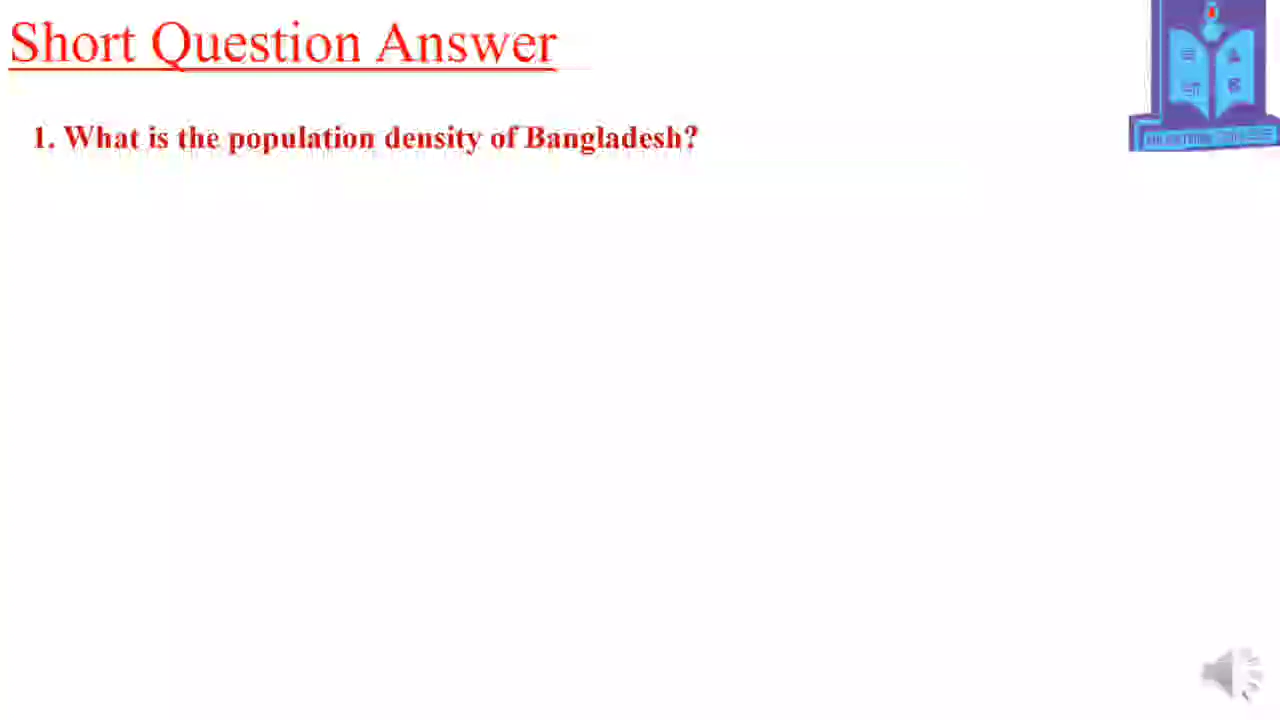 Short Question Answer
1. What is the population density of Bangladesh?